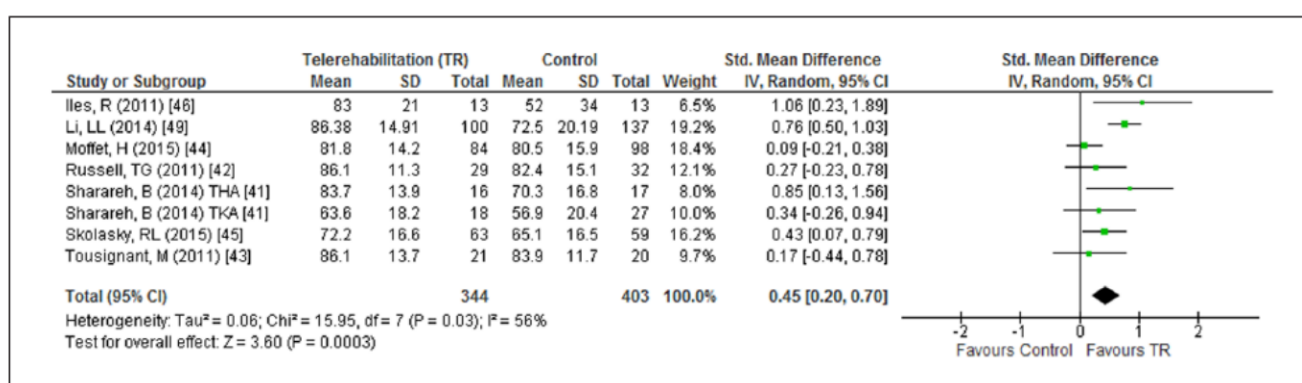 Telerehabilitation (TR) Control Std. Mean Difference Std. Mean Difference
Study or Subgroup Mean SD Total Mean SD Total Weight IV, Random, 95% CI IV, Random, 95% CI
Iles, R (2011) [46] 83 21 13 52 34 13 6.5% 1.06 [0.23, 1.89]
Li, LL (2014) [49] 86.38 14.91 100 72.5 20.19 137 19.2% 0.76 [0.50, 1.03]
Moffet, H (2015) [44] 81.8 14.2 84 80.5 15.9 98 18.4% 0.09 [-0.21, 0.38]
Russell, TG (2011) [42] 86.1 11.3 29 82.4 15.1 32 12.1% 0.27 [-0.23, 0.78]
Sharareh, B (2014) THA [41] 83.7 13.9 16 70.3 16.8 17 8.0% 0.85 [0.13, 1.56]
Sharareh, B (2014) TKA [41] 63.6 18.2 18 56.9 20.4 27 10.0% 0.34 [-0.26, 0.94]
Skolasky, RL (2015) [45] 72.2 16.6 63 65.1 16.5 59 16.2% 0.43 [0.07, 0.79]
Tousignant, M (2011) [43] 86.1 13.7 21 83.9 11.7 20 9.7% 0.17 [-0.44, 0.78]
Total (95% CI) 344 403 100.0% 0.45 [0.20, 0.70]
Heterogeneity: Tau² = 0.06; Chi² = 15.95, df = 7 (P = 0.03); I² = 56%
Test for overall effect: Z = 3.60 (P = 0.0003)
-2 -1 0 1 2
Favours Control Favours TR